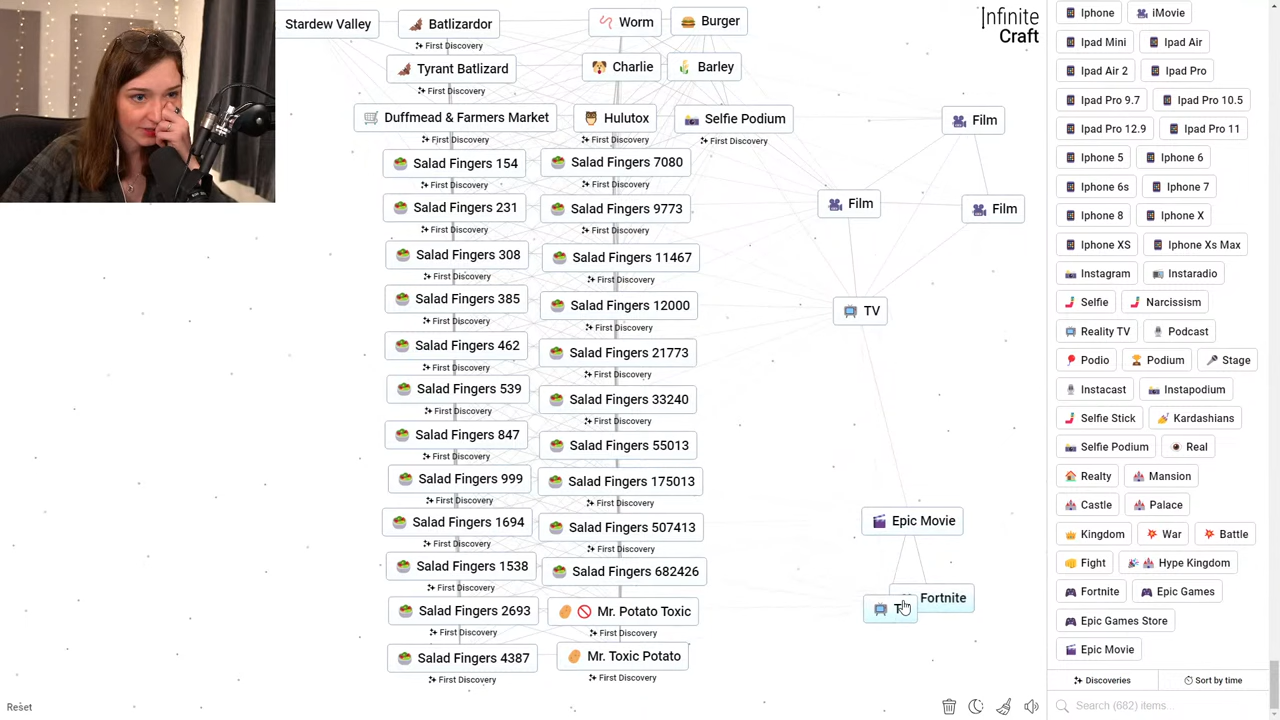 Stardew Valley
Batlizardor
First Discovery
Tyrant Batlizard
First Discovery
Duffmead & Farmers Market
First Discovery
Salad Fingers 154
First Discovery
Salad Fingers 231
First Discovery
Salad Fingers 308
First Discovery
Salad Fingers 385
First Discovery
Salad Fingers 462
First Discovery
Salad Fingers 539
First Discovery
Salad Fingers 847
First Discovery
Salad Fingers 999
First Discovery
Salad Fingers 1694
First Discovery
Salad Fingers 1538
First Discovery
Salad Fingers 2693
First Discovery
Salad Fingers 4387
First Discovery
Worm
Burger
Charlie
Barley
Hulutox
First Discovery
Selfie Podium
First Discovery
Salad Fingers 7080
First Discovery
Salad Fingers 9773
First Discovery
Salad Fingers 11467
First Discovery
Salad Fingers 12000
First Discovery
Salad Fingers 21773
First Discovery
Salad Fingers 33240
First Discovery
Salad Fingers 55013
First Discovery
Salad Fingers 175013
First Discovery
Salad Fingers 507413
First Discovery
Salad Fingers 682426
First Discovery
Mr. Potato Toxic
First Discovery
Mr. Toxic Potato
First Discovery
Film
Film
Film
TV
Epic Movie
Fortnite
Infinite
Craft
Iphone
iMovie
Ipad Mini
Ipad Air
Ipad Air 2
Ipad Pro
Ipad Pro 9.7
Ipad Pro 10.5
Ipad Pro 12.9
Ipad Pro 11
Iphone 5
Iphone 6
Iphone 6s
Iphone 7
Iphone 8
Iphone X
Iphone XS
Iphone Xs Max
Instagram
Instaradio
Selfie
Narcissism
Reality TV
Podcast
Podio
Podium
Stage
Instacast
Instapodium
Selfie Stick
Kardashians
Selfie Podium
Real
Realty
Mansion
Castle
Palace
Kingdom
War
Battle
Fight
Hype Kingdom
Fortnite
Epic Games
Epic Games Store
Epic Movie
Discoveries
Sort by time
Search (682) items...
Reset